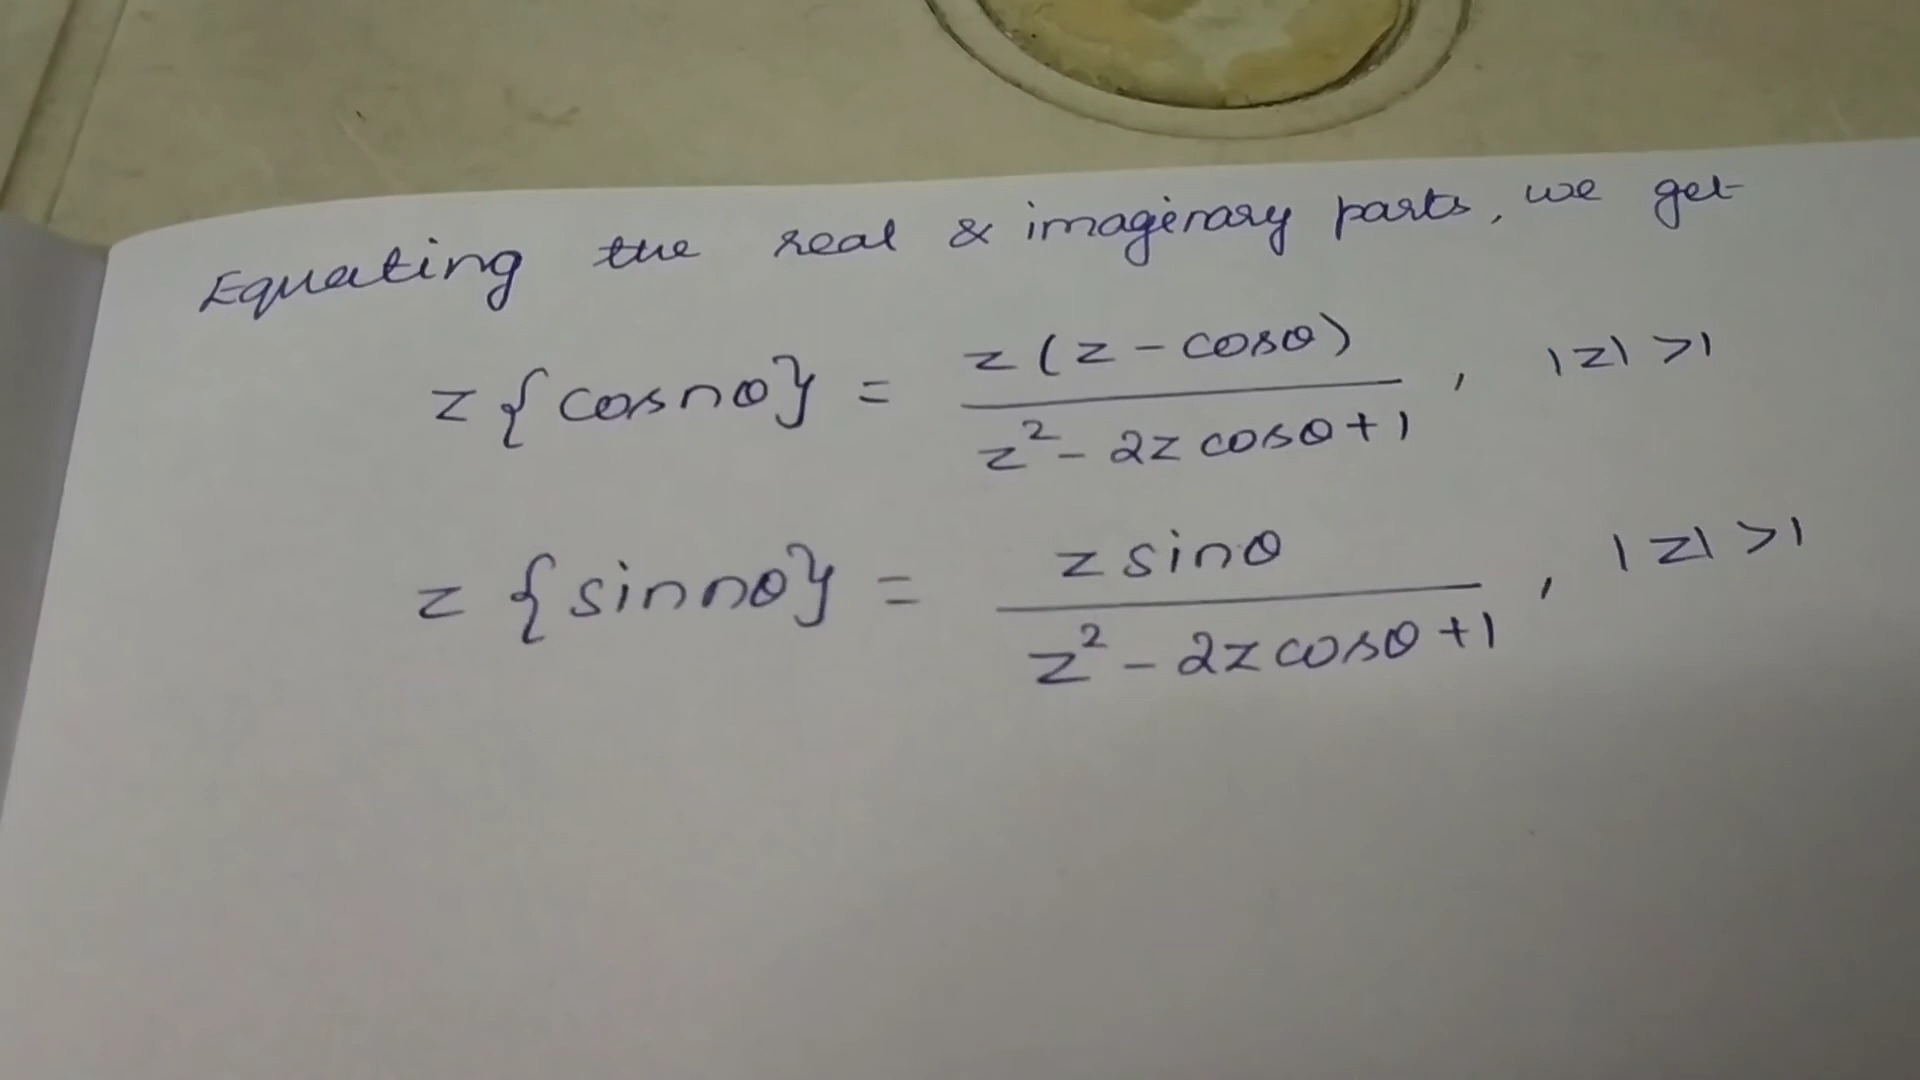 Equating the real & imaginary parts, we get
z{cosnθ} = z(z-cosθ) / z²-2z cosθ+1 , |z|>1
z{sinnθ} = z sinθ / z²-2z cosθ+1 , |z|>1